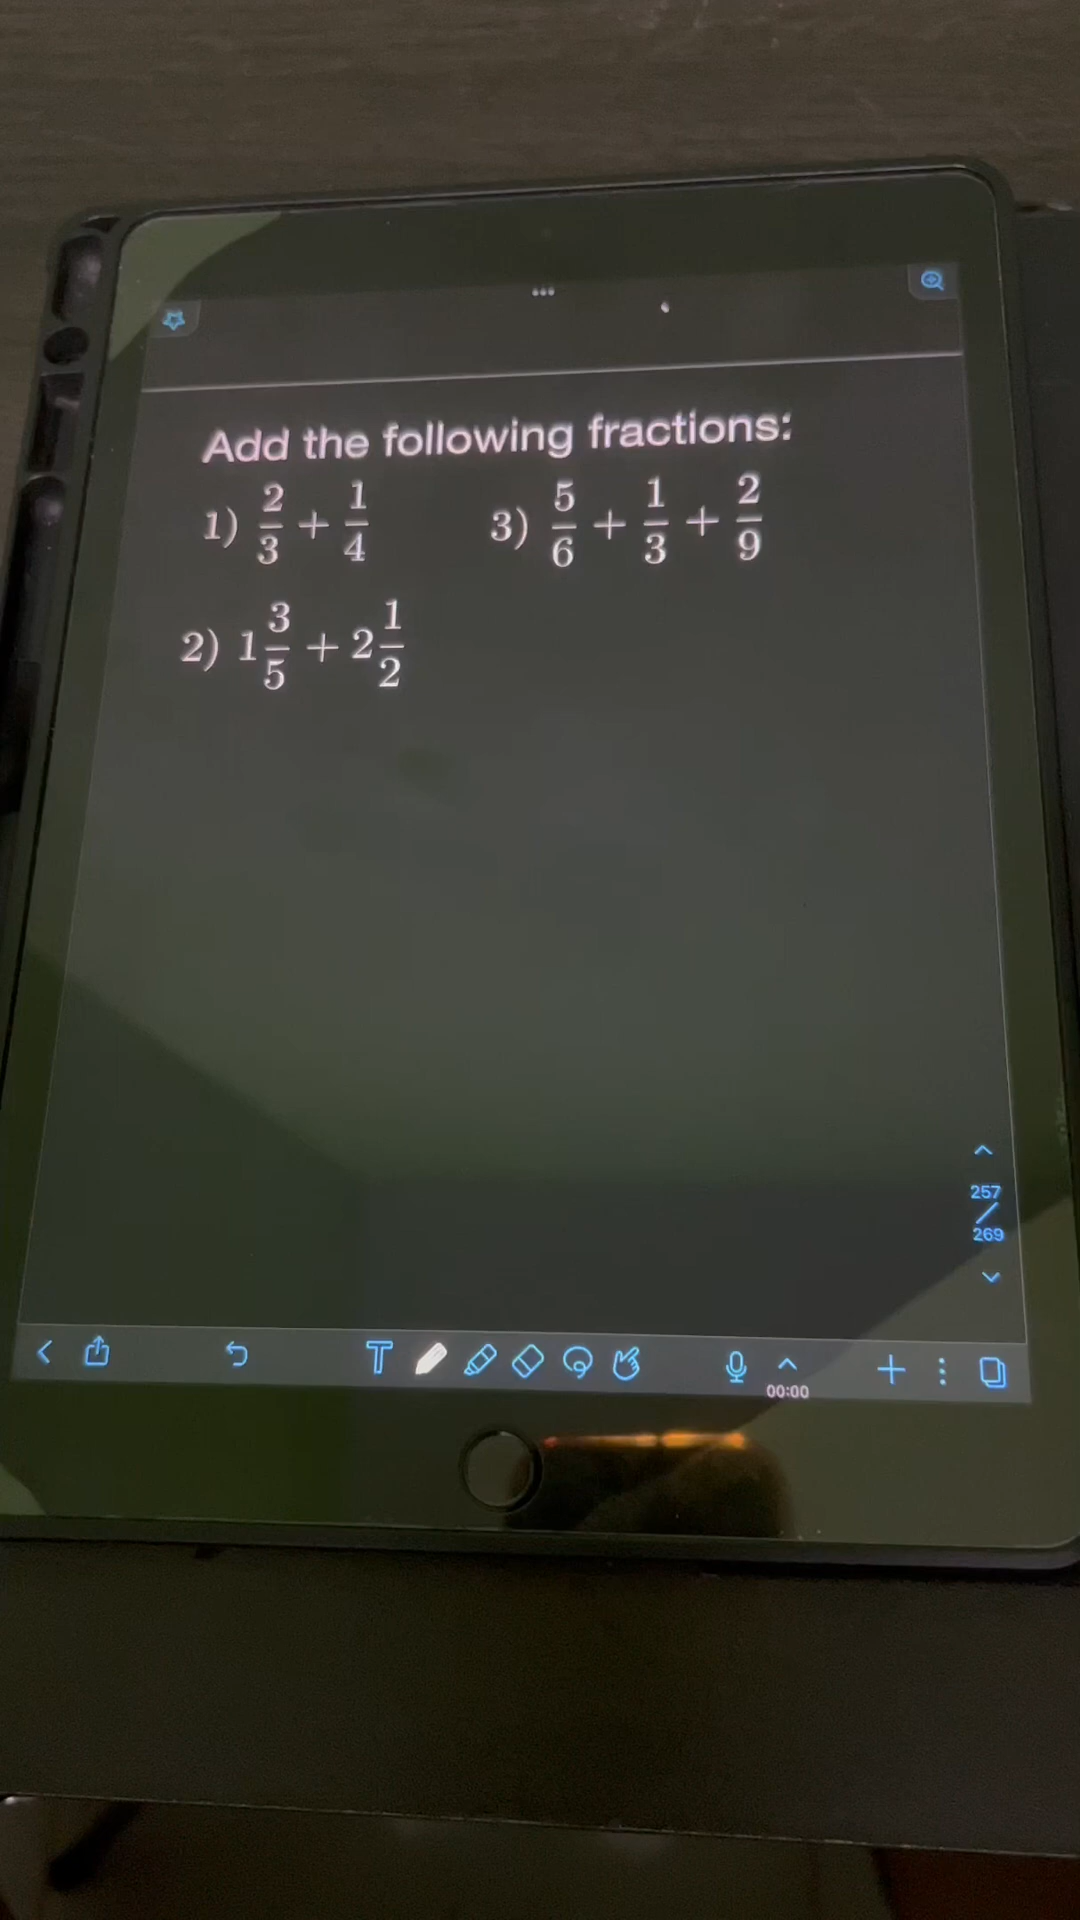 Add the following fractions:
1) 2/3 + 1/4
3) 5/6 + 1/3 + 2/9
2) 1 3/5 + 2 1/2
257
/
269
T
00:00